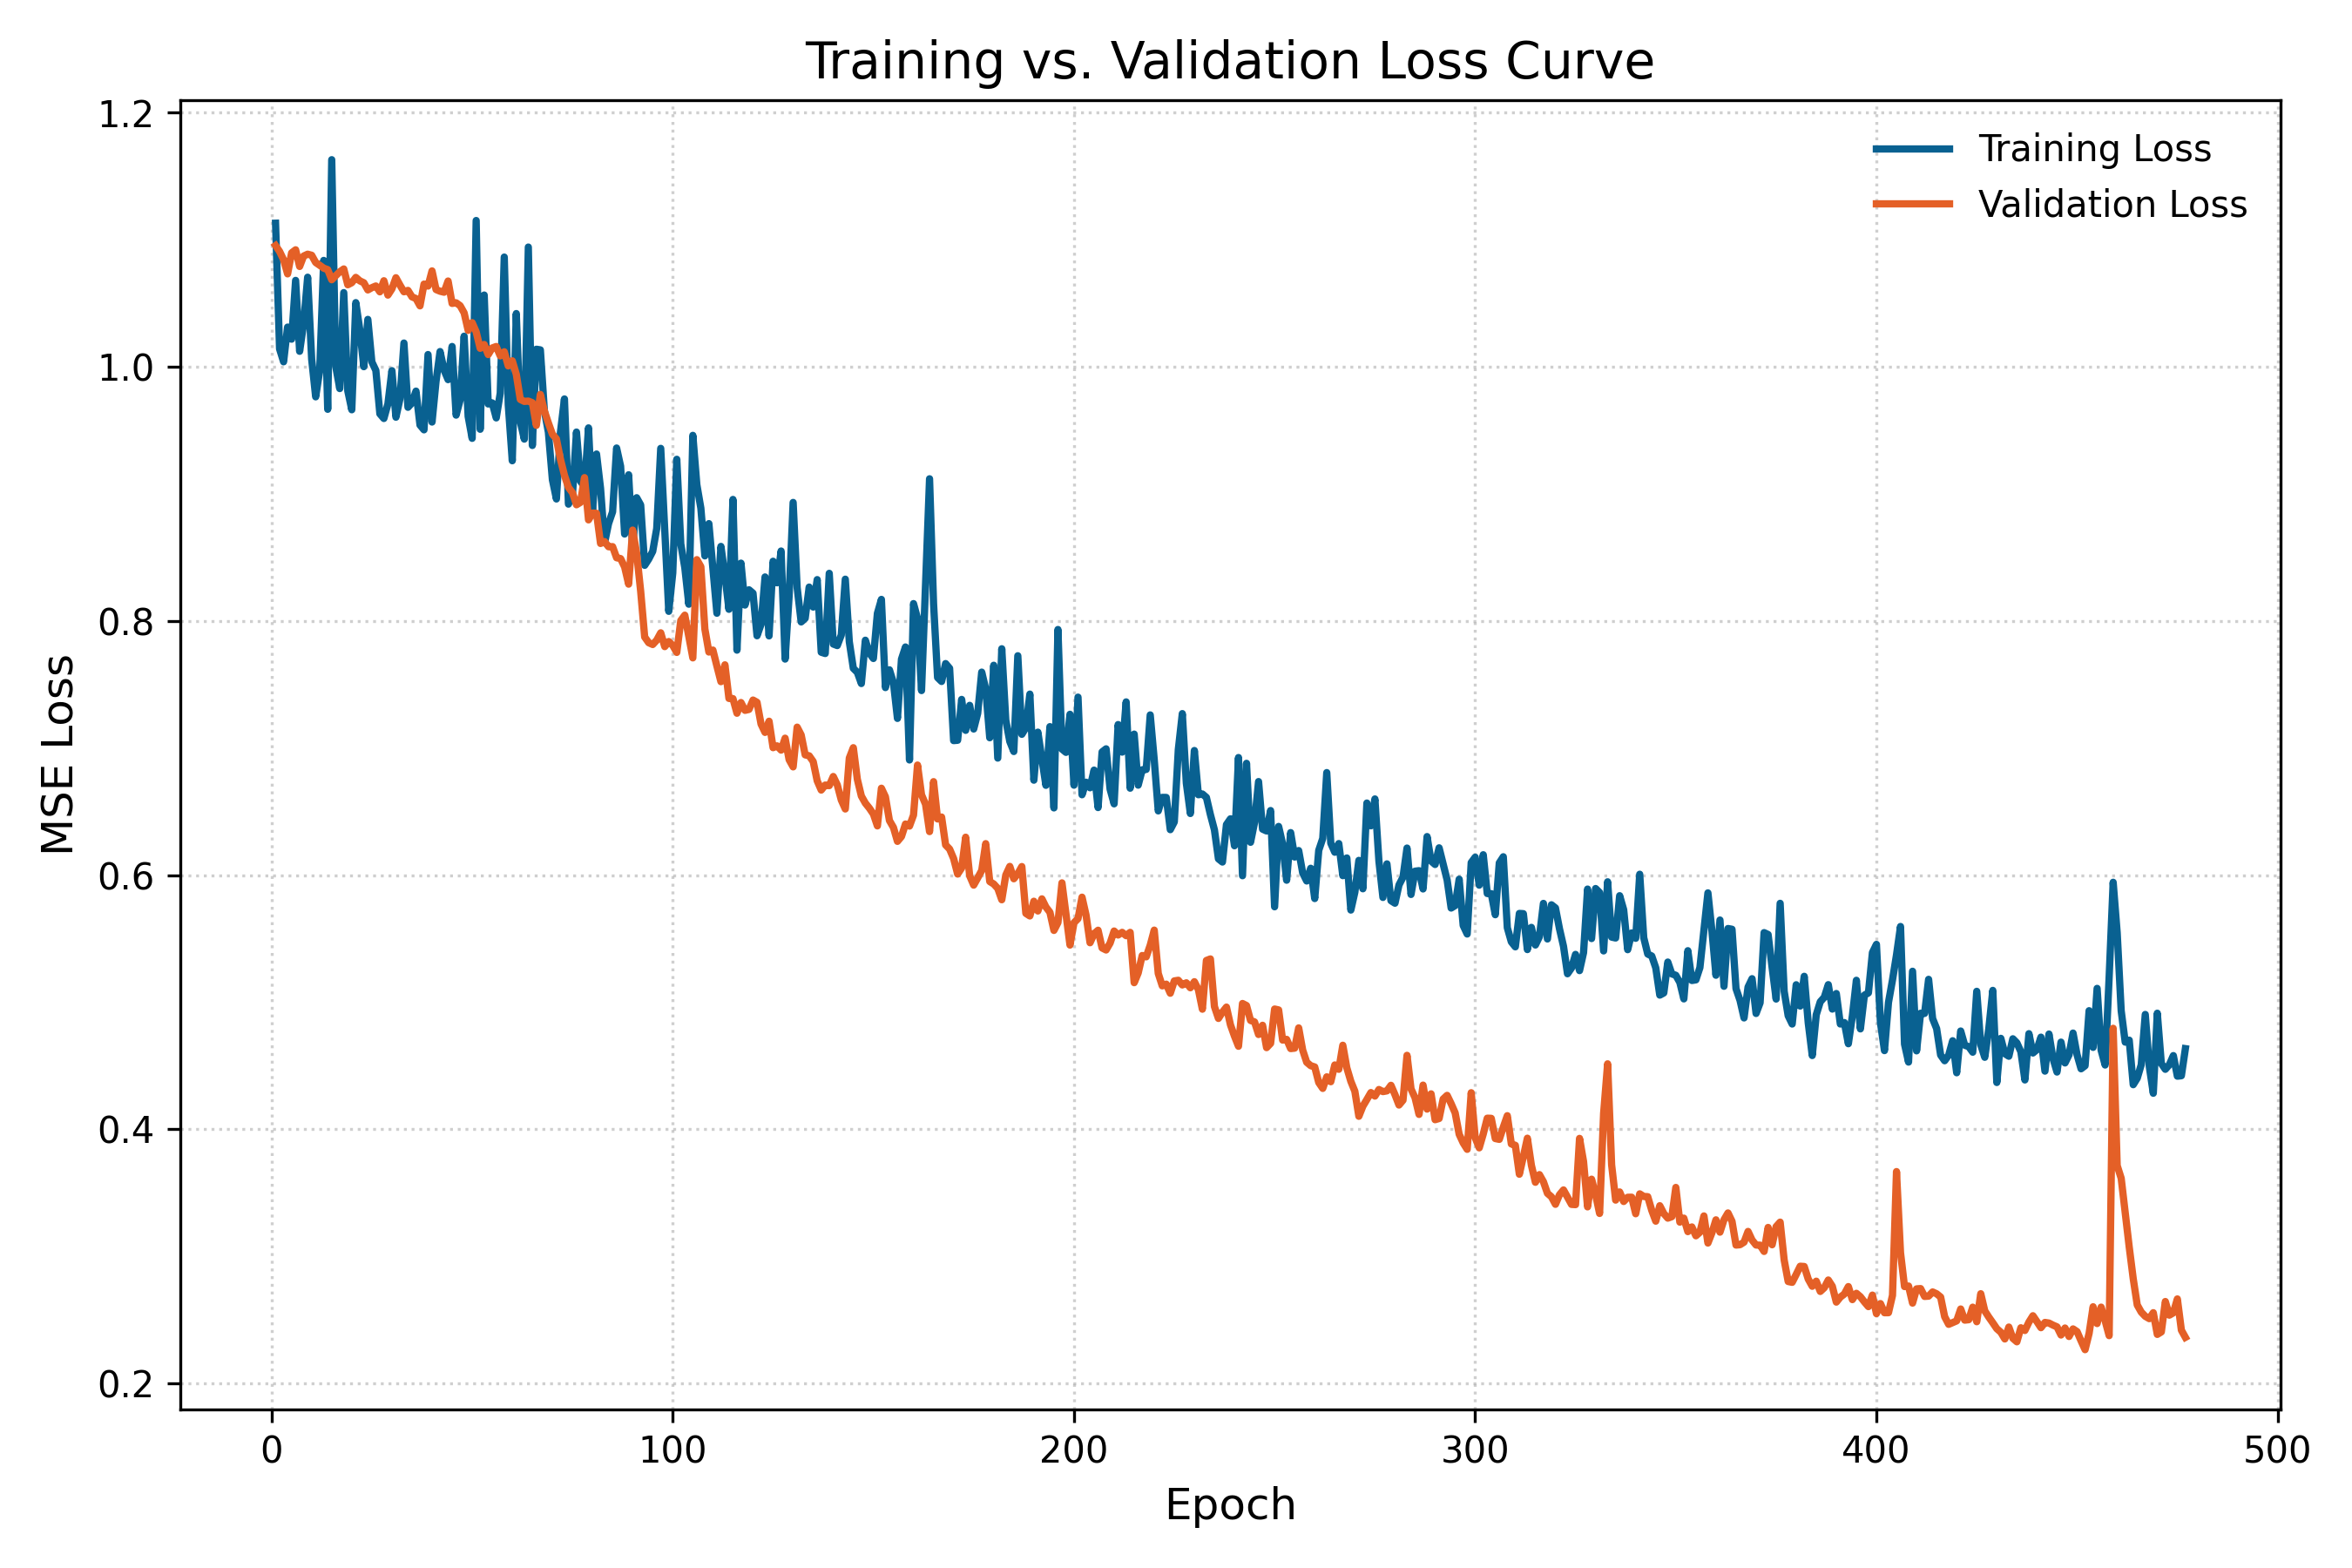 Training vs. Validation Loss Curve
Training Loss
Validation Loss
MSE Loss
1.2
1.0
0.8
0.6
0.4
0.2
0 100 200 300 400 500
Epoch